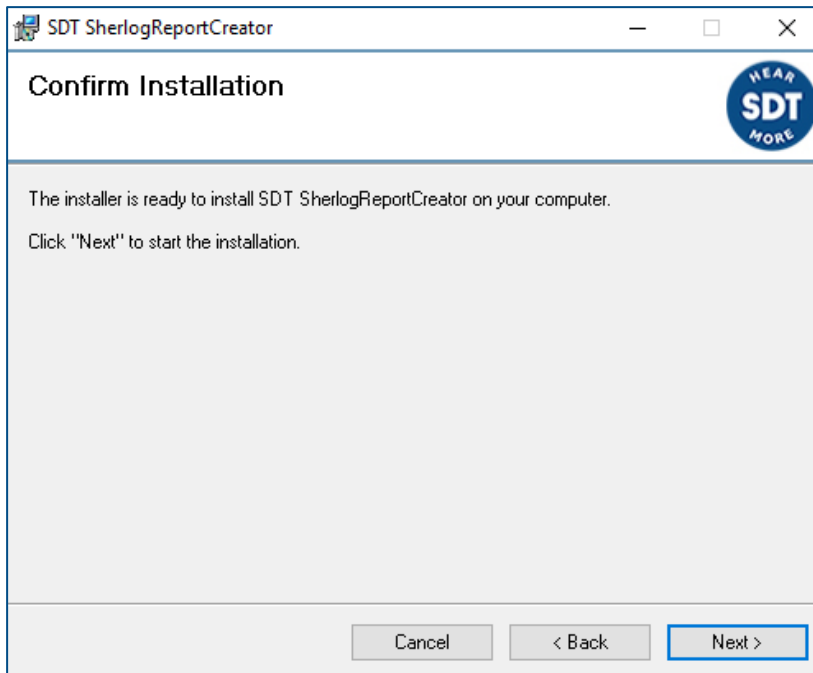 SDT SherlogReportCreator
Confirm Installation
HEAR
SDT
MORE
The installer is ready to install SDT SherlogReportCreator on your computer.
Click "Next" to start the installation.
Cancel
< Back
Next >